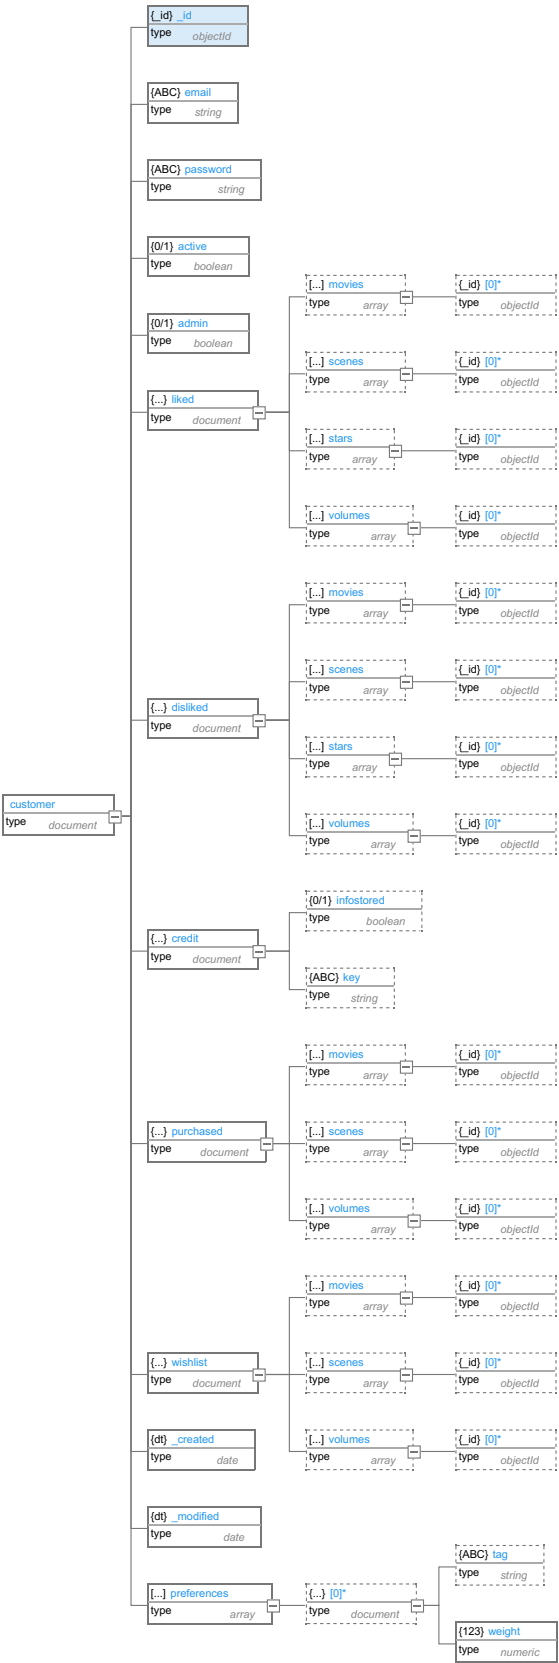 {_id} _id
type objectId
{ABC} email
type string
{ABC} password
type string
{0/1} active
type boolean
{0/1} admin
type boolean
{...} liked
type document
[...] movies
type array
{_id} [0]*
type objectId
[...] scenes
type array
{_id} [0]*
type objectId
[...] stars
type array
{_id} [0]*
type objectId
[...] volumes
type array
{_id} [0]*
type objectId
{...} disliked
type document
[...] movies
type array
{_id} [0]*
type objectId
[...] scenes
type array
{_id} [0]*
type objectId
[...] stars
type array
{_id} [0]*
type objectId
[...] volumes
type array
{_id} [0]*
type objectId
customer
type document
{...} credit
type document
{0/1} infostored
type boolean
{ABC} key
type string
{...} purchased
type document
[...] movies
type array
{_id} [0]*
type objectId
[...] scenes
type array
{_id} [0]*
type objectId
[...] volumes
type array
{_id} [0]*
type objectId
{...} wishlist
type document
[...] movies
type array
{_id} [0]*
type objectId
[...] scenes
type array
{_id} [0]*
type objectId
[...] volumes
type array
{_id} [0]*
type objectId
{dt} _created
type date
{dt} _modified
type date
[...] preferences
type array
{...} [0]*
type document
{ABC} tag
type string
{123} weight
type numeric